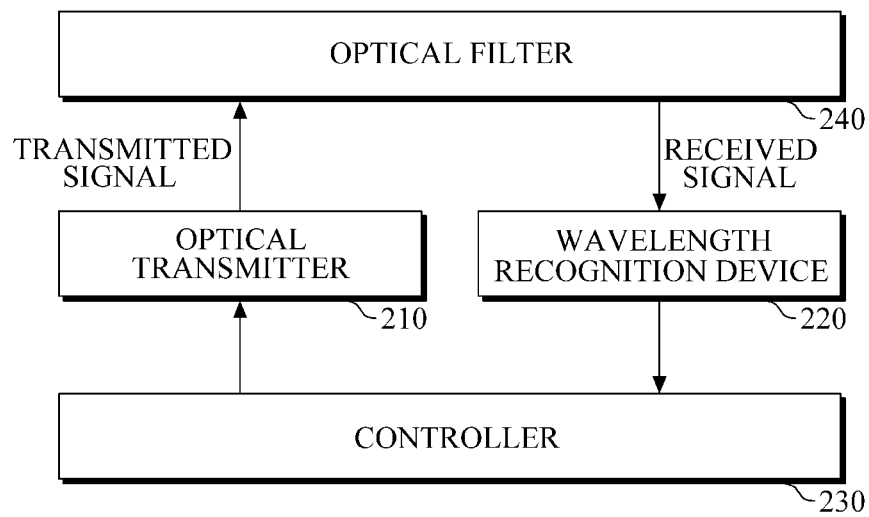 OPTICAL FILTER
240
TRANSMITTED
SIGNAL
RECEIVED
SIGNAL
OPTICAL
TRANSMITTER
210
WAVELENGTH
RECOGNITION DEVICE
220
CONTROLLER
230